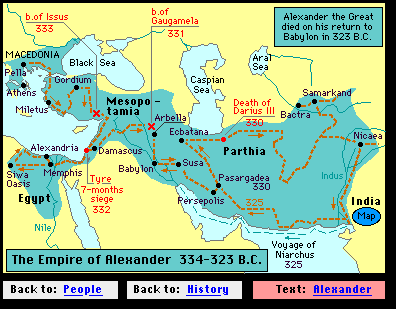 b.of Issus
333
b.of
Gaugamela
331
Alexander the Great
died on his return to
Babylon in 323 B.C.
MACEDONIA
Pella
Athens
Miletus
Gordium
Black Sea
Mesopo-
tamia
Caspian
Sea
Aral
Sea
Samarkand
Bactra
Death of
Darius III
330
Arbella
Ecbatana
Parthia
Nicaea
Alexandria
Damascus
Siwa
Oasis
Memphis
Tyre
7-months
siege
332
Babylon
Susa
Pasargadea
330
Persepolis
325
Indus
India
Map
Egypt
Nile
Voyage of
Niarchus
325
The Empire of Alexander 334-323 B.C.
Back to: People
Back to: History
Text: Alexander